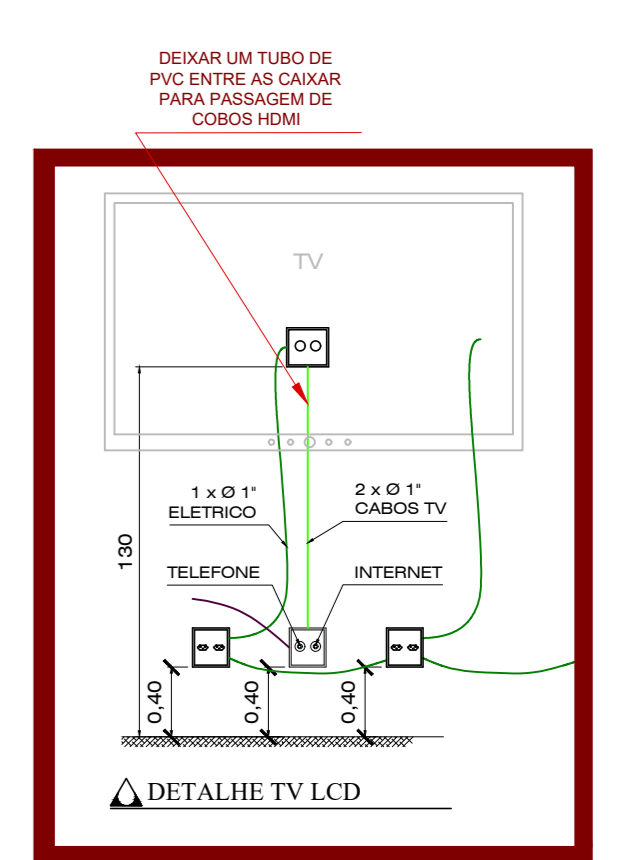 DEIXAR UM TUBO DE
PVC ENTRE AS CAIXAR
PARA PASSAGEM DE
COBOS HDMI
TV
1 x Ø 1"
ELETRICO
2 x Ø 1"
CABOS TV
130
TELEFONE
INTERNET
0,40
0,40
0,40
DETALHE TV LCD